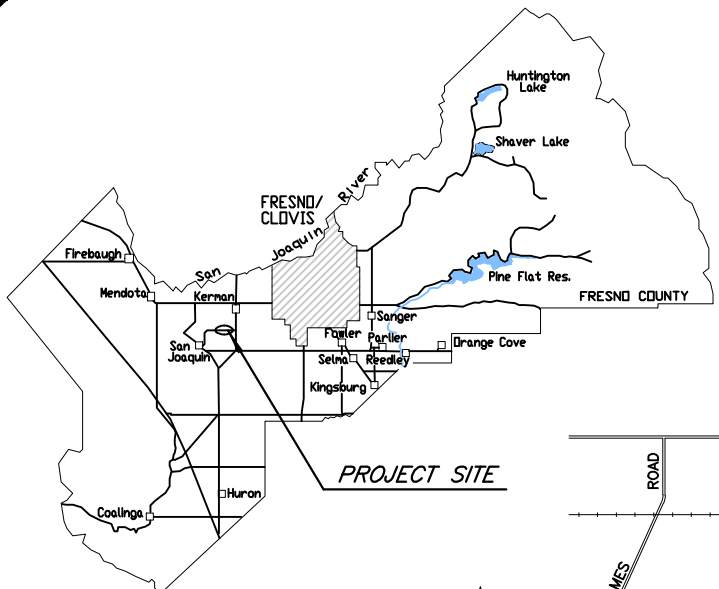 Huntington
Lake
Shaver Lake
FRESNO/
CLOVIS
San Joaquin River
Firebaugh
Pine Flat Res.
Mendota
Kerman
FRESNO COUNTY
Sanger
San
Joaquin
Fowler
Parlier
Orange Cove
Selma
Reedley
Kingsburg
PROJECT SITE
Huron
Coalinga
ROAD
MES